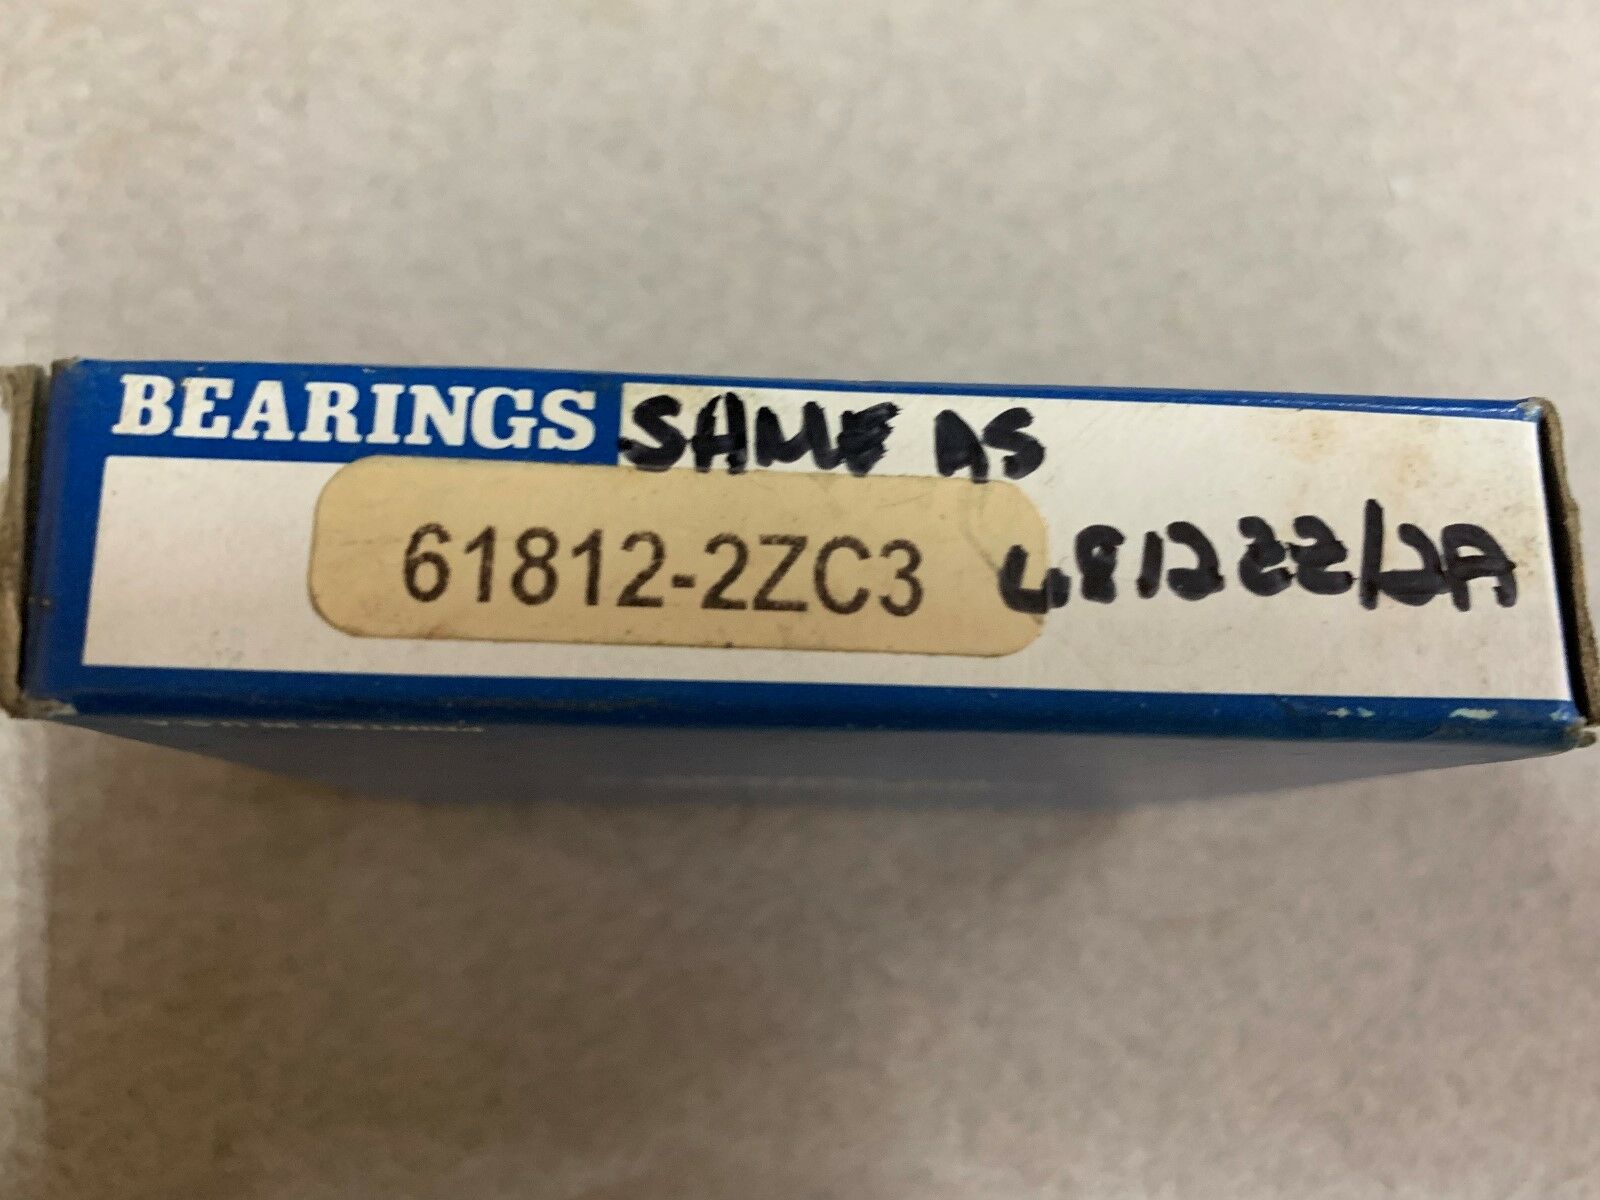 BEARINGS SAME AS
61812-2ZC3 6812ZZ/2A